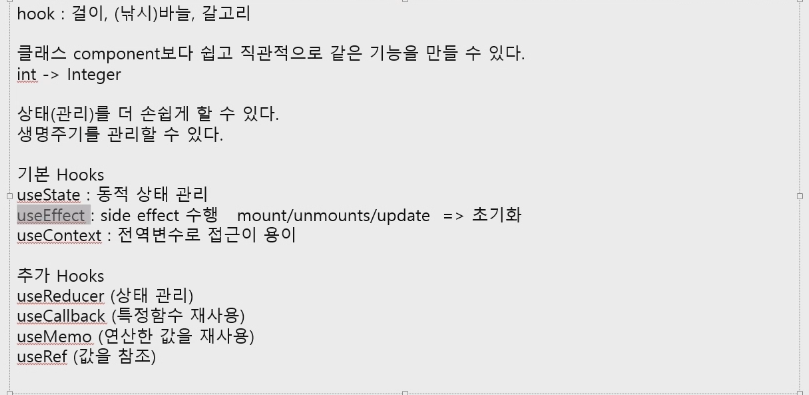 hook : 걸이, (낚시)바늘, 갈고리
클래스 component보다 쉽고 직관적으로 같은 기능을 만들 수 있다.
int -> Integer
상태(관리)를 더 손쉽게 할 수 있다.
생명주기를 관리할 수 있다.
기본 Hooks
useState : 동적 상태 관리
useEffect : side effect 수행 mount/unmounts/update => 초기화
useContext : 전역변수로 접근이 용이
추가 Hooks
useReducer (상태 관리)
useCallback (특정함수 재사용)
useMemo (연산한 값을 재사용)
useRef (값을 참조)